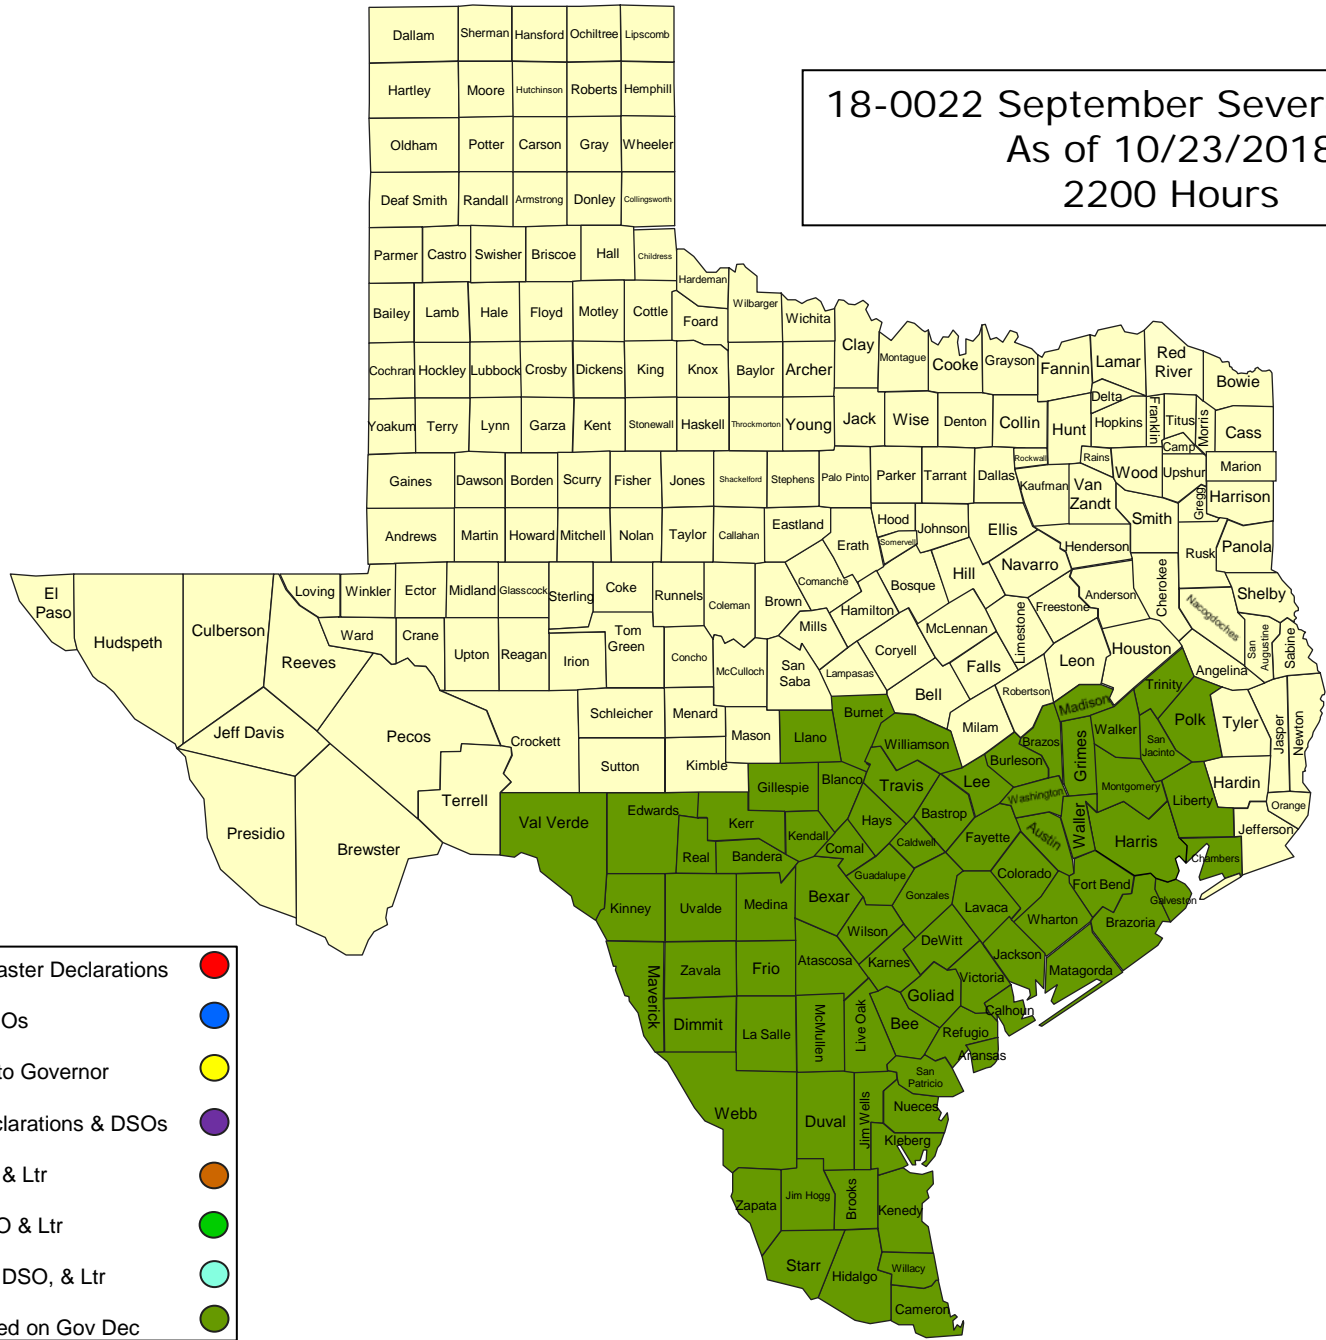 Dallam Sherman Hansford Ochiltree Lipscomb
Hartley Moore Hutchinson Roberts Hemphill
18-0022 September Sever
As of 10/23/2018
2200 Hours
Oldham Potter Carson Gray Wheeler
Deaf Smith Randall Armstrong Donley Collingsworth
Parmer Castro Swisher Briscoe Hall Childress
Hardeman
Bailey Lamb Hale Floyd Motley Cottle Foard Wilbarger Wichita
Clay Montague Cooke Grayson Fannin Lamar Red
River
Bowie
Cochran Hockley Lubbock Crosby Dickens King Knox Baylor Archer
Delta
Yoakum Terry Lynn Garza Kent Stonewall Haskell Throckmorton Young Jack Wise Denton Collin Hunt Hopkins Franklin Titus Morris Cass
Camp
Gaines Dawson Borden Scurry Fisher Jones Shackelford Stephens Palo Pinto Parker Tarrant Dallas Rockwall Rains Wood Upshur Marion
Kaufman Van
Zandt
Gregg Harrison
Andrews Martin Howard Mitchell Nolan Taylor Callahan Eastland Erath Hood Somervell Johnson Ellis Henderson Smith Rusk Panola
El
Paso
Hudspeth Culberson Loving Winkler Ector Midland Glasscock Sterling Coke Runnels Coleman Brown Comanche Bosque Hill Navarro Anderson Cherokee Nacogdoches Shelby
Ward Crane Reeves Upton Reagan Irion Tom
Green
Concho McCulloch San
Saba
Mills Hamilton Lampasas Coryell McLennan Limestone Freestone Falls Leon Houston Angelina San
Augustine
Sabine
Jeff Davis Pecos Crockett Schleicher Menard Mason Llano Burnet Bell Milam Robertson Madison Trinity Polk Tyler Jasper Newton
Sutton Kimble Williamson Brazos Burleson Grimes Walker San
Jacinto
Hardin
Presidio Brewster Terrell Gillespie Blanco Travis Lee Washington Montgomery Liberty Orange
Val Verde Edwards Kerr Kendall Hays Bastrop Fayette Austin Waller Harris Jefferson
Real Bandera Comal Caldwell Chambers
Kinney Uvalde Medina Bexar Guadalupe Gonzales Colorado Fort Bend Galveston
Lavaca Wharton Brazoria
Wilson DeWitt
Maverick Zavala Frio Atascosa Karnes Jackson Matagorda
Victoria
Goliad
Dimmit La Salle McMullen Live Oak Bee Refugio Calhoun
Aransas
San
Patricio
Webb Duval Jim Wells Nueces
Kleberg
Zapata Jim Hogg Brooks Kenedy
Starr Hidalgo Willacy
Cameron
aster Declarations
Os
to Governor
clarations & DSOs
& Ltr
O & Ltr
DSO, & Ltr
ed on Gov Dec